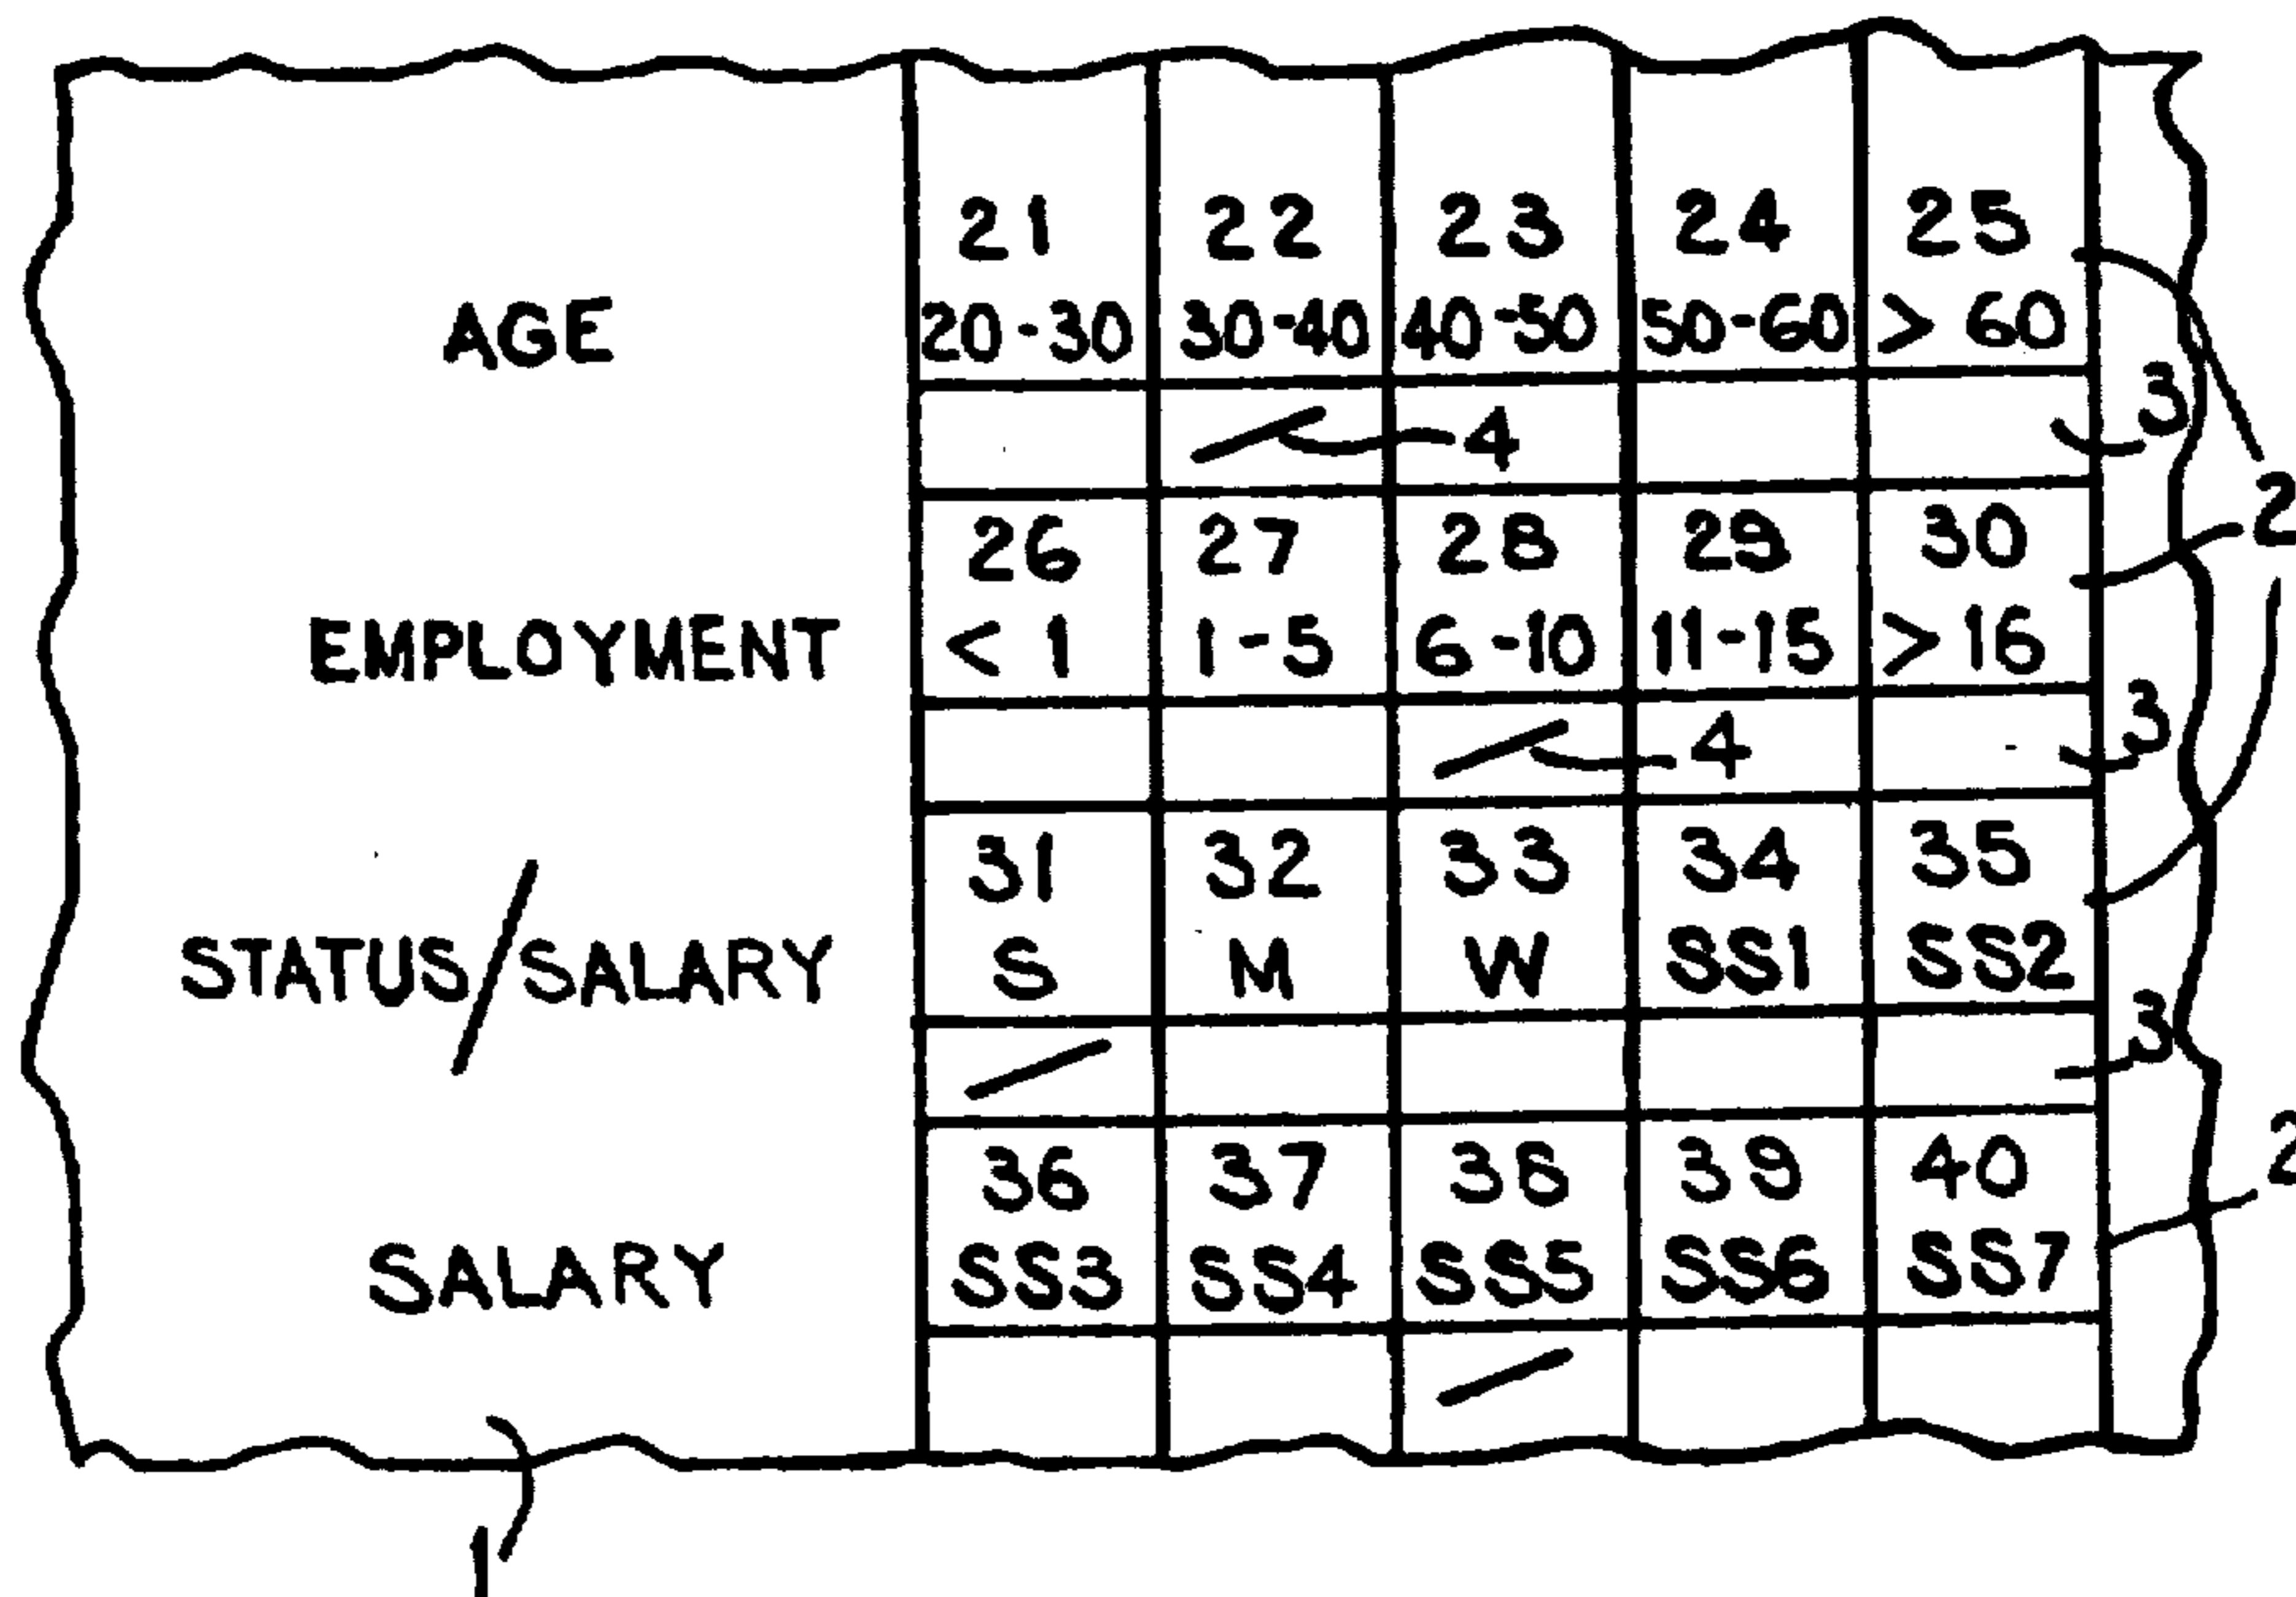 21 22 23 24 25
AGE 20-30 30-40 40-50 50-60 > 60
4 3
2
26 27 28 29 30
EMPLOYMENT < 1 1-5 6-10 11-15 > 16
4 3
31 32 33 34 35
STATUS/SALARY S M W SS1 SS2
3
2
36 37 38 39 40
SALARY SS3 SS4 SS5 SS6 SS7
1